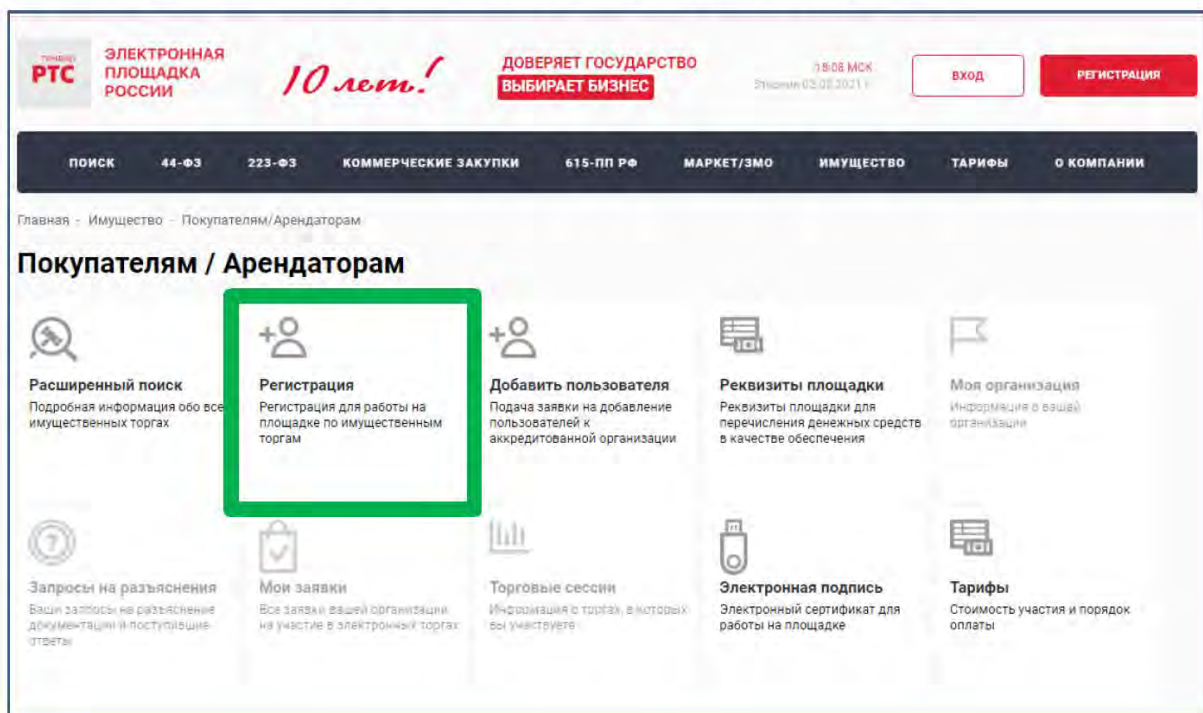 ТЕНДЕР
РТС
ЭЛЕКТРОННАЯ
ПЛОЩАДКА
РОССИИ
10 лет!
ДОВЕРЯЕТ ГОСУДАРСТВО
ВЫБИРАЕТ БИЗНЕС
МСК
ВХОД
РЕГИСТРАЦИЯ
ПОИСК 44-ФЗ 223-ФЗ КОММЕРЧЕСКИЕ ЗАКУПКИ 615-ПП РФ МАРКЕТ/ЗМО ИМУЩЕСТВО ТАРИФЫ О КОМПАНИИ
Главная - Имущество - Покупателям/Арендаторам
Покупателям / Арендаторам
Расширенный поиск
Подробная информация обо все
имущественных торгах
Регистрация
Регистрация для работы на
площадке по имущественным
торгам
Добавить пользователя
Подача заявки на добавление
пользователей к
аккредитованной организации
Реквизиты площадки
Реквизиты площадки для
перечисления денежных средств
в качестве обеспечения
Моя организация
Информация о вашей
организации
Запросы на разъяснения
Ваши запросы на разъяснение
документации и поступившие
ответы
Мои заявки
Все заявки вашей организации
на участие в электронных торгах
Торговые сессии
Информация о торгах, в которых
вы участвуете
Электронная подпись
Электронный сертификат для
работы на площадке
Тарифы
Стоимость участия и порядок
оплаты